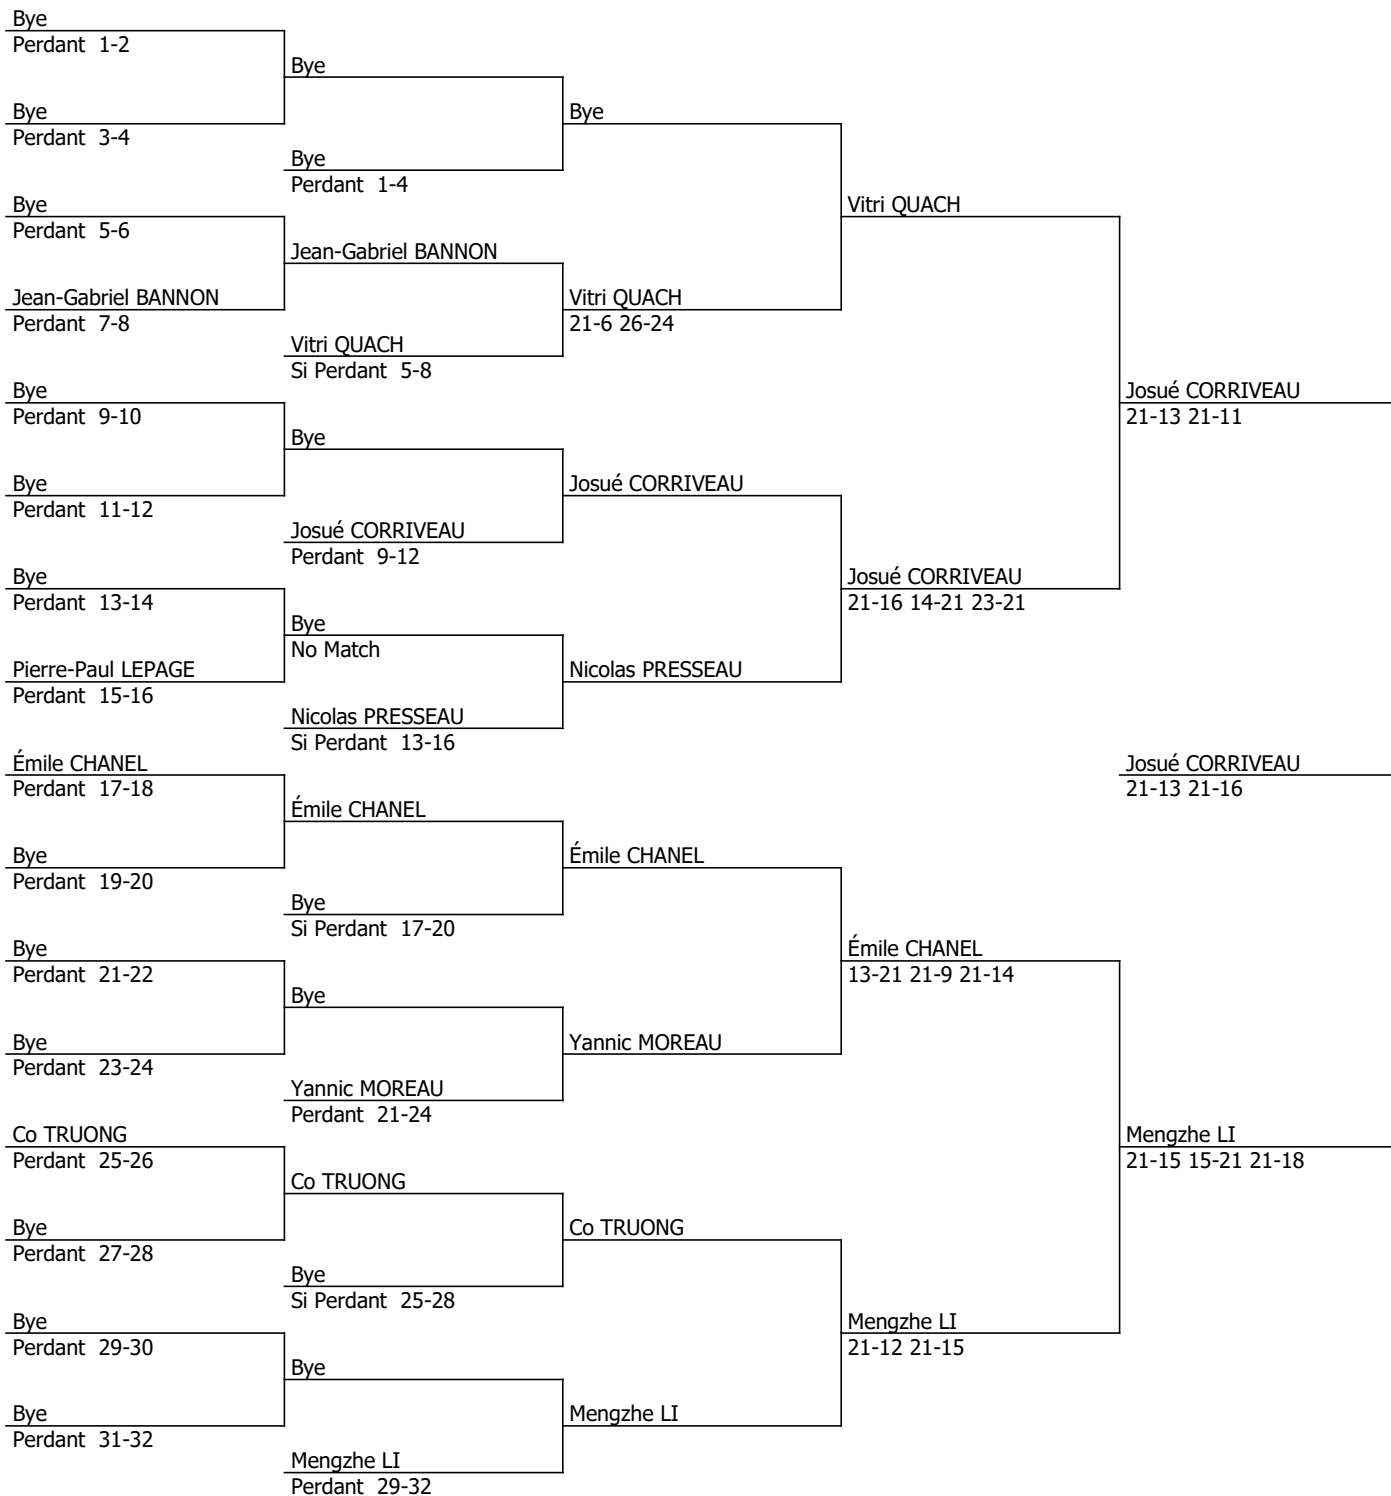 Bye
Perdant 1-2
Bye
Bye
Perdant 3-4
Bye
Bye
Perdant 1-4
Bye
Perdant 5-6
Vitri QUACH
Jean-Gabriel BANNON
Jean-Gabriel BANNON
Perdant 7-8
Vitri QUACH
21-6 26-24
Vitri QUACH
Si Perdant 5-8
Bye
Perdant 9-10
Josué CORRIVEAU
21-13 21-11
Bye
Bye
Perdant 11-12
Josué CORRIVEAU
Josué CORRIVEAU
Perdant 9-12
Bye
Perdant 13-14
Josué CORRIVEAU
21-16 14-21 23-21
Bye
No Match
Pierre-Paul LEPAGE
Perdant 15-16
Nicolas PRESSEAU
Nicolas PRESSEAU
Si Perdant 13-16
Émile CHANEL
Perdant 17-18
Josué CORRIVEAU
21-13 21-16
Émile CHANEL
Bye
Perdant 19-20
Émile CHANEL
Bye
Si Perdant 17-20
Bye
Perdant 21-22
Émile CHANEL
13-21 21-9 21-14
Bye
Bye
Perdant 23-24
Yannic MOREAU
Yannic MOREAU
Perdant 21-24
Co TRUONG
Perdant 25-26
Mengzhe LI
21-15 15-21 21-18
Co TRUONG
Bye
Perdant 27-28
Co TRUONG
Bye
Si Perdant 25-28
Bye
Perdant 29-30
Mengzhe LI
21-12 21-15
Bye
Bye
Perdant 31-32
Mengzhe LI
Mengzhe LI
Perdant 29-32